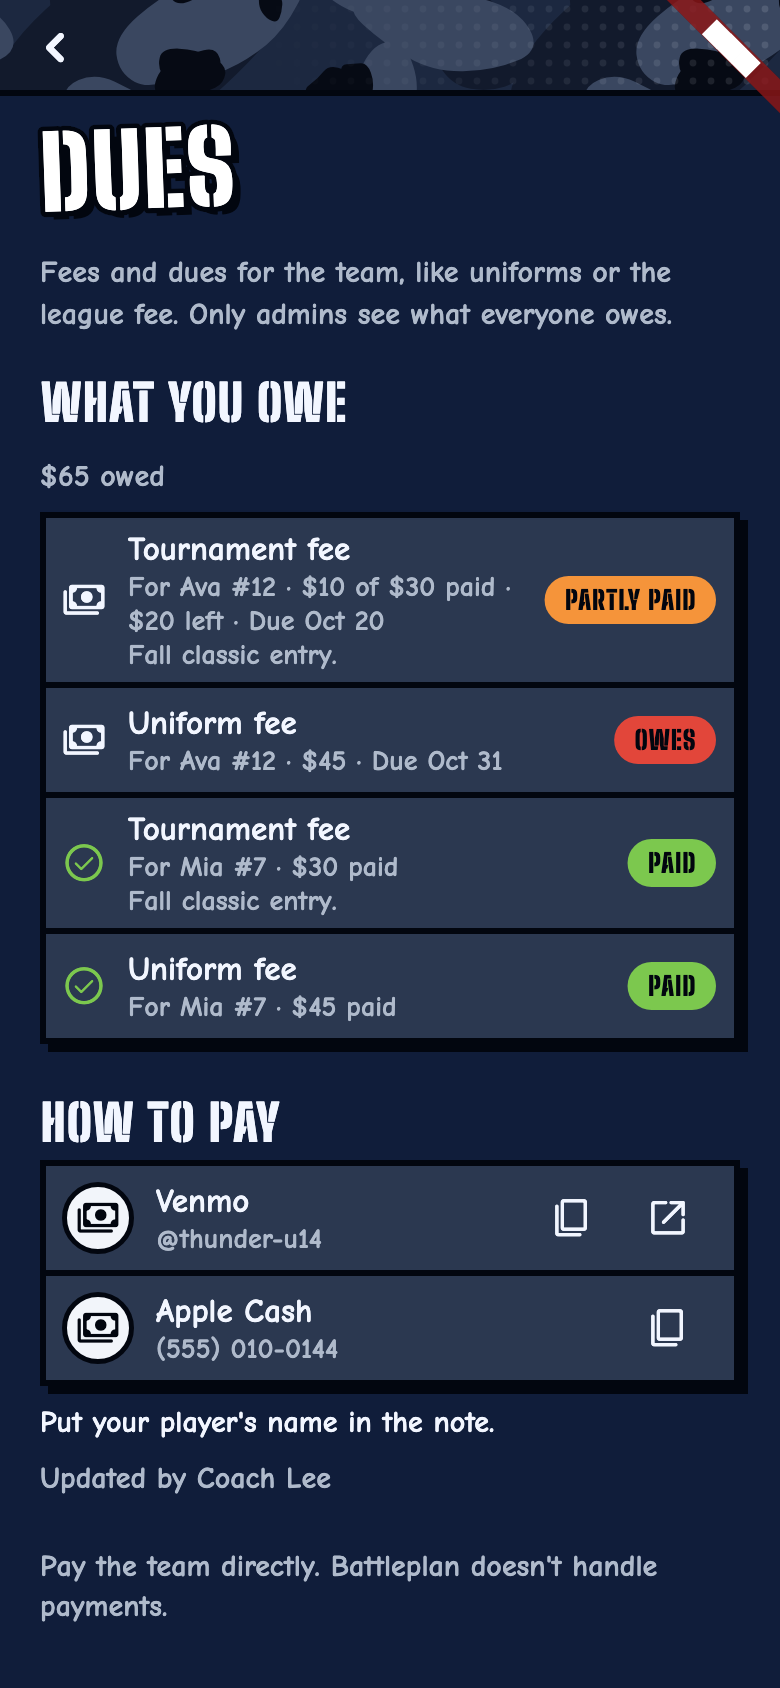 DUES
Fees and dues for the team, like uniforms or the
league fee. Only admins see what everyone owes.
WHAT YOU OWE
$65 owed
Tournament fee
For Ava #12 · $10 of $30 paid ·
$20 left · Due Oct 20
Fall classic entry.
PARTLY PAID
Uniform fee
For Ava #12 · $45 · Due Oct 31
OWES
Tournament fee
For Mia #7 · $30 paid
Fall classic entry.
PAID
Uniform fee
For Mia #7 · $45 paid
PAID
HOW TO PAY
Venmo
@thunder-u14
Apple Cash
(555) 010-0144
Put your player's name in the note.
Updated by Coach Lee
Pay the team directly. Battleplan doesn't handle
payments.